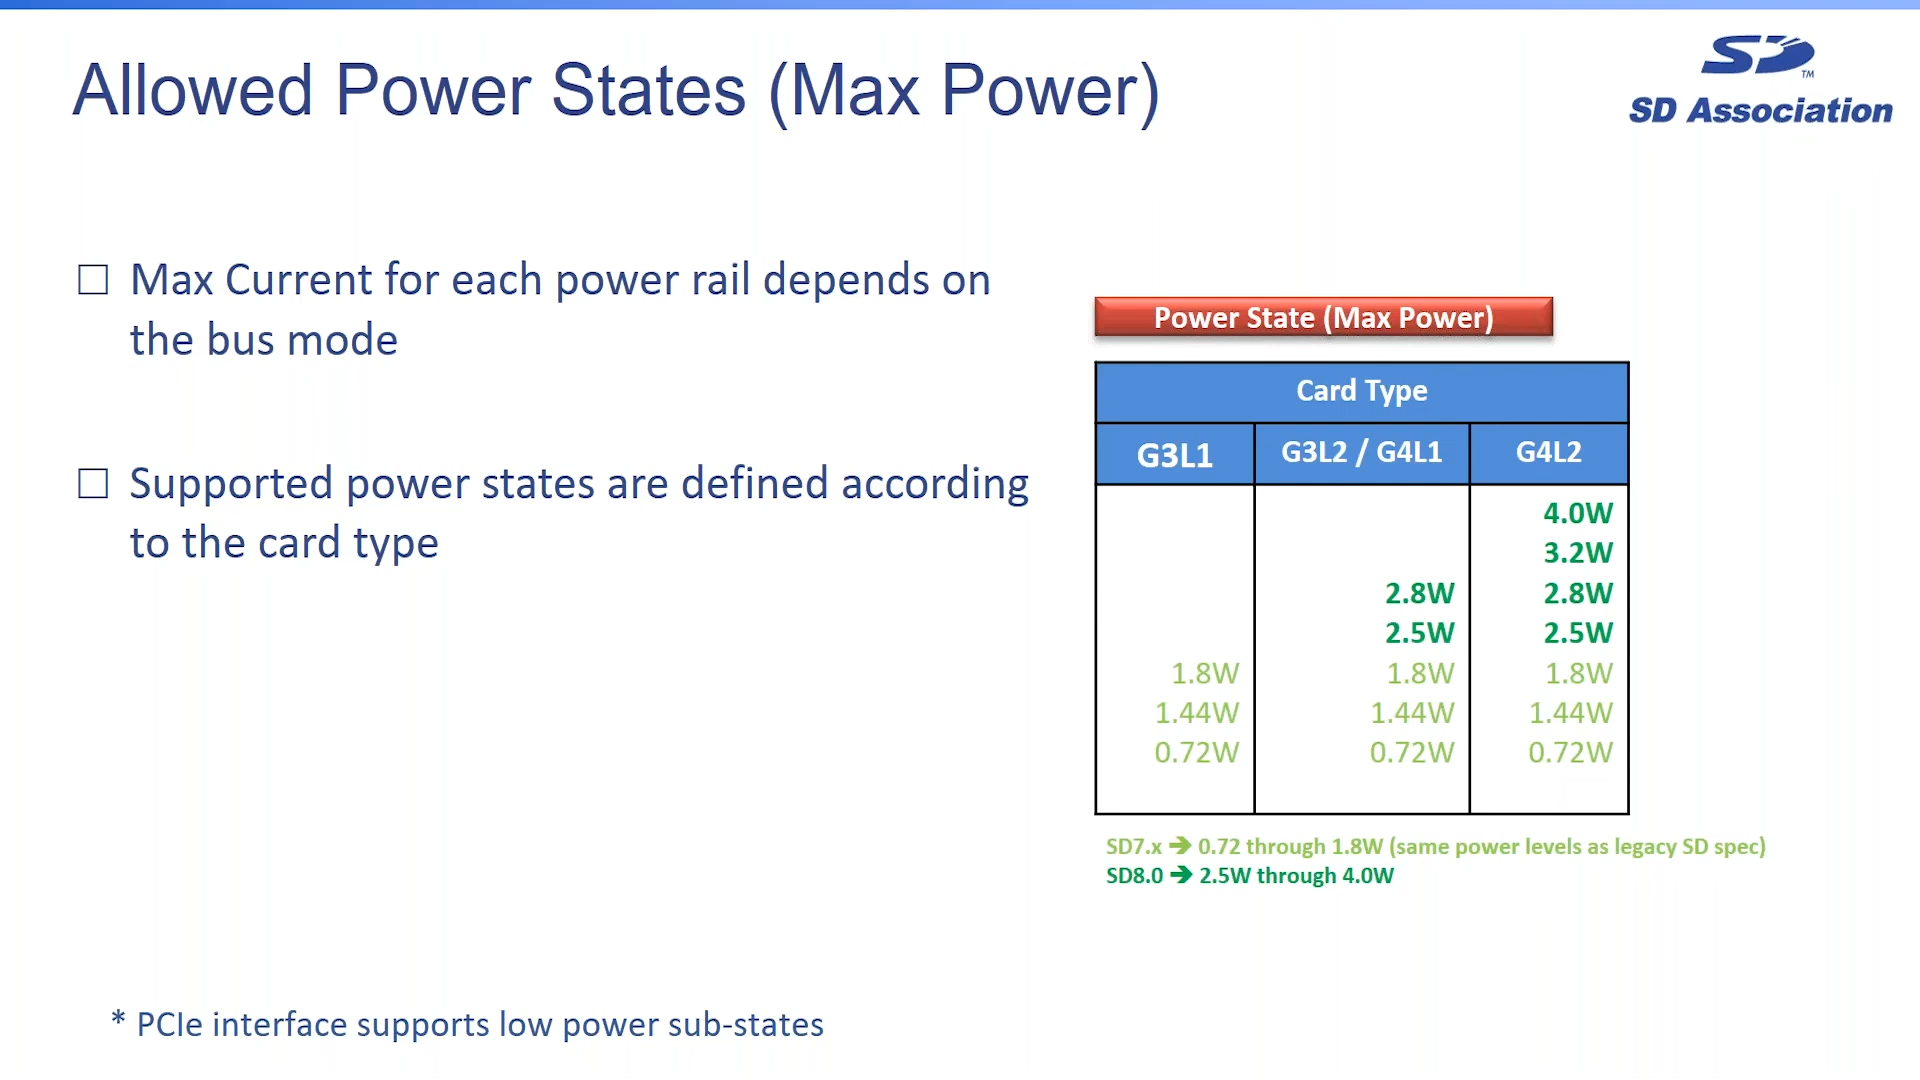 Allowed Power States (Max Power)
SD™
SD Association
☐ Max Current for each power rail depends on
the bus mode
☐ Supported power states are defined according
to the card type
Power State (Max Power)
Card Type
G3L1 G3L2 / G4L1 G4L2
4.0W
3.2W
2.8W 2.8W
2.5W 2.5W
1.8W 1.8W 1.8W
1.44W 1.44W 1.44W
0.72W 0.72W 0.72W
SD7.x ➔ 0.72 through 1.8W (same power levels as legacy SD spec)
SD8.0 ➔ 2.5W through 4.0W
* PCIe interface supports low power sub-states